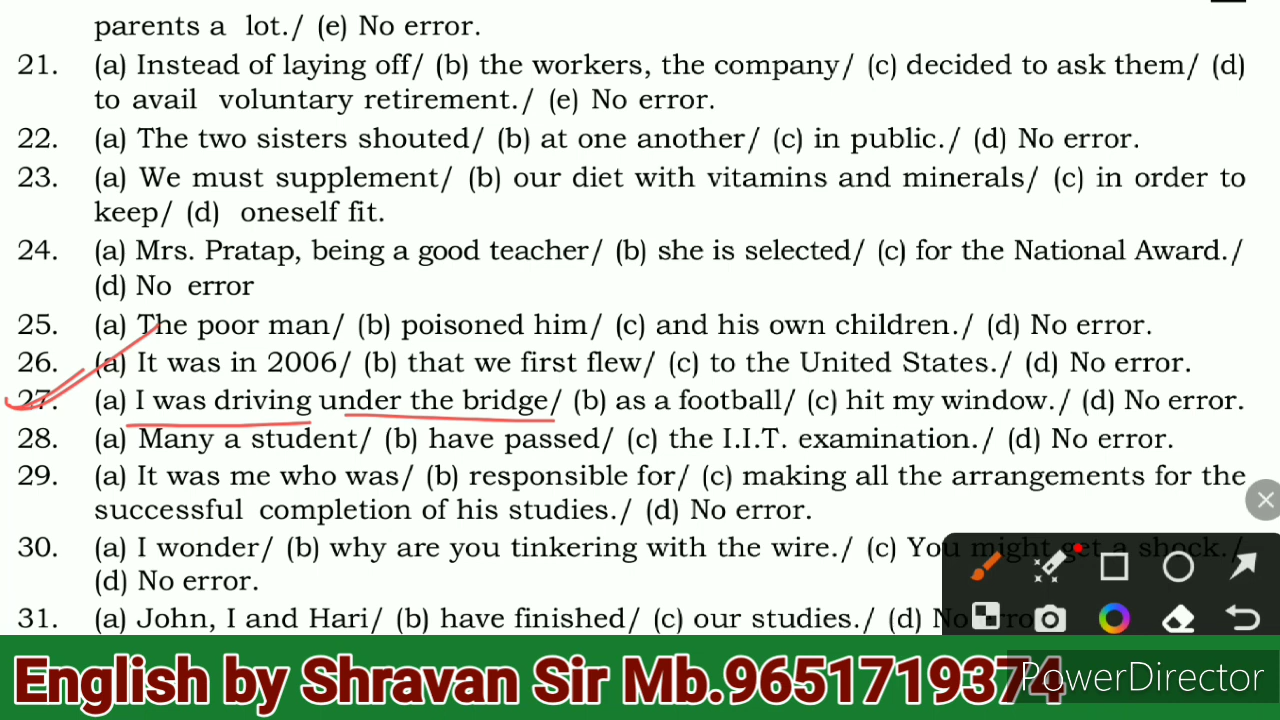 parents a lot./ (e) No error.
21. (a) Instead of laying off/ (b) the workers, the company/ (c) decided to ask them/ (d)
to avail voluntary retirement./ (e) No error.
22. (a) The two sisters shouted/ (b) at one another/ (c) in public./ (d) No error.
23. (a) We must supplement/ (b) our diet with vitamins and minerals/ (c) in order to
keep/ (d) oneself fit.
24. (a) Mrs. Pratap, being a good teacher/ (b) she is selected/ (c) for the National Award./
(d) No error
25. (a) The poor man/ (b) poisoned him/ (c) and his own children./ (d) No error.
26. (a) It was in 2006/ (b) that we first flew/ (c) to the United States./ (d) No error.
27. (a) I was driving under the bridge/ (b) as a football/ (c) hit my window./ (d) No error.
28. (a) Many a student/ (b) have passed/ (c) the I.I.T. examination./ (d) No error.
29. (a) It was me who was/ (b) responsible for/ (c) making all the arrangements for the
successful completion of his studies./ (d) No error.
30. (a) I wonder/ (b) why are you tinkering with the wire./ (c) You might get a shock./
(d) No error.
31. (a) John, I and Hari/ (b) have finished/ (c) our studies./ (d) No error
English by Shravan Sir Mb.9651719374
PowerDirector